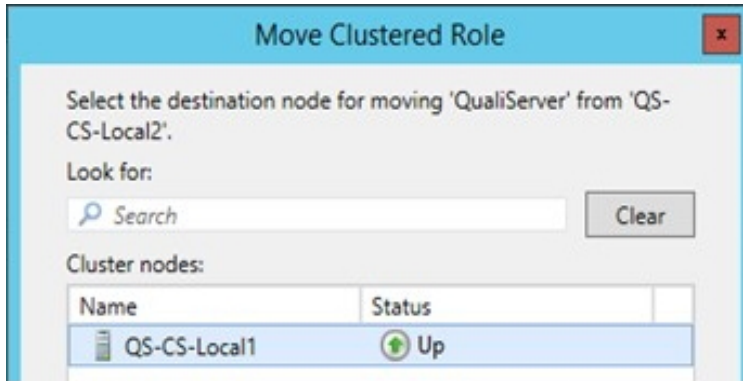 Move Clustered Role
x
Select the destination node for moving 'QualiServer' from 'QS-
CS-Local2'.
Look for:
Search
Clear
Cluster nodes:
Name Status
QS-CS-Local1 Up